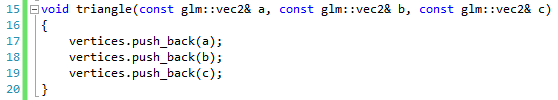 15 void triangle(const glm::vec2& a, const glm::vec2& b, const glm::vec2& c)
16 {
17     vertices.push_back(a);
18     vertices.push_back(b);
19     vertices.push_back(c);
20 }